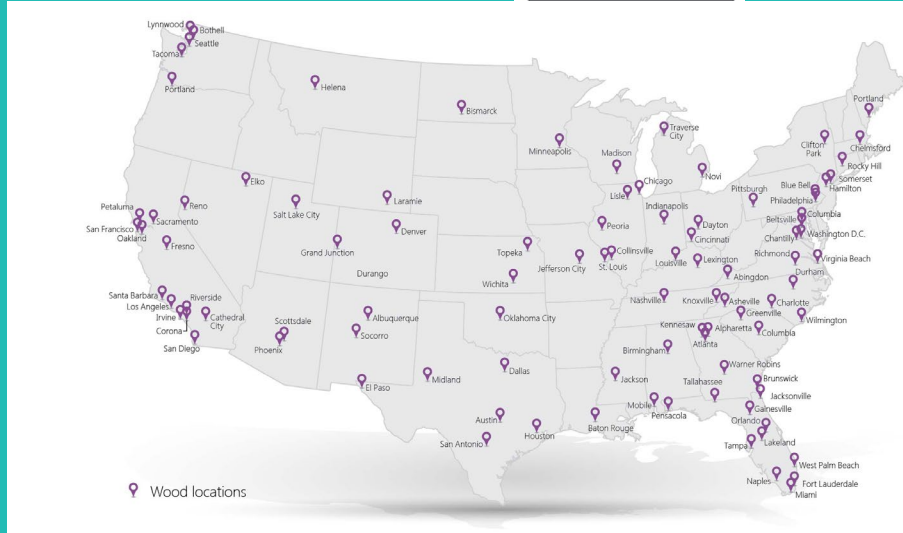 Lynnwood
Bothell
Seattle
Tacoma
Portland
Helena
Bismarck
Minneapolis
Traverse
City
Madison
Novi
Chicago
Lisle
Portland
Clifton
Park
Chelmsford
Rocky Hill
Somerset
Blue Bell
Hamilton
Pittsburgh
Philadelphia
Columbia
Beltsville
Washington D.C.
Chantilly
Richmond
Virginia Beach
Elko
Reno
Salt Lake City
Laramie
Denver
Grand Junction
Durango
Petaluma
Sacramento
San Francisco
Oakland
Fresno
Topeka
Wichita
Jefferson City
St. Louis
Collinsville
Peoria
Indianapolis
Dayton
Cincinnati
Louisville
Lexington
Abingdon
Durham
Santa Barbara
Riverside
Los Angeles
Irvine
Cathedral
City
Corona
San Diego
Scottsdale
Phoenix
Albuquerque
Socorro
Oklahoma City
Nashville
Knoxville
Asheville
Charlotte
Greenville
Wilmington
Kennesaw
Alpharetta
Atlanta
Columbia
Birmingham
El Paso
Midland
Dallas
Jackson
Warner Robins
Tallahassee
Brunswick
Jacksonville
Mobile
Pensacola
Gainesville
Austin
San Antonio
Houston
Baton Rouge
Orlando
Tampa
Lakeland
West Palm Beach
Naples
Fort Lauderdale
Miami
Wood locations